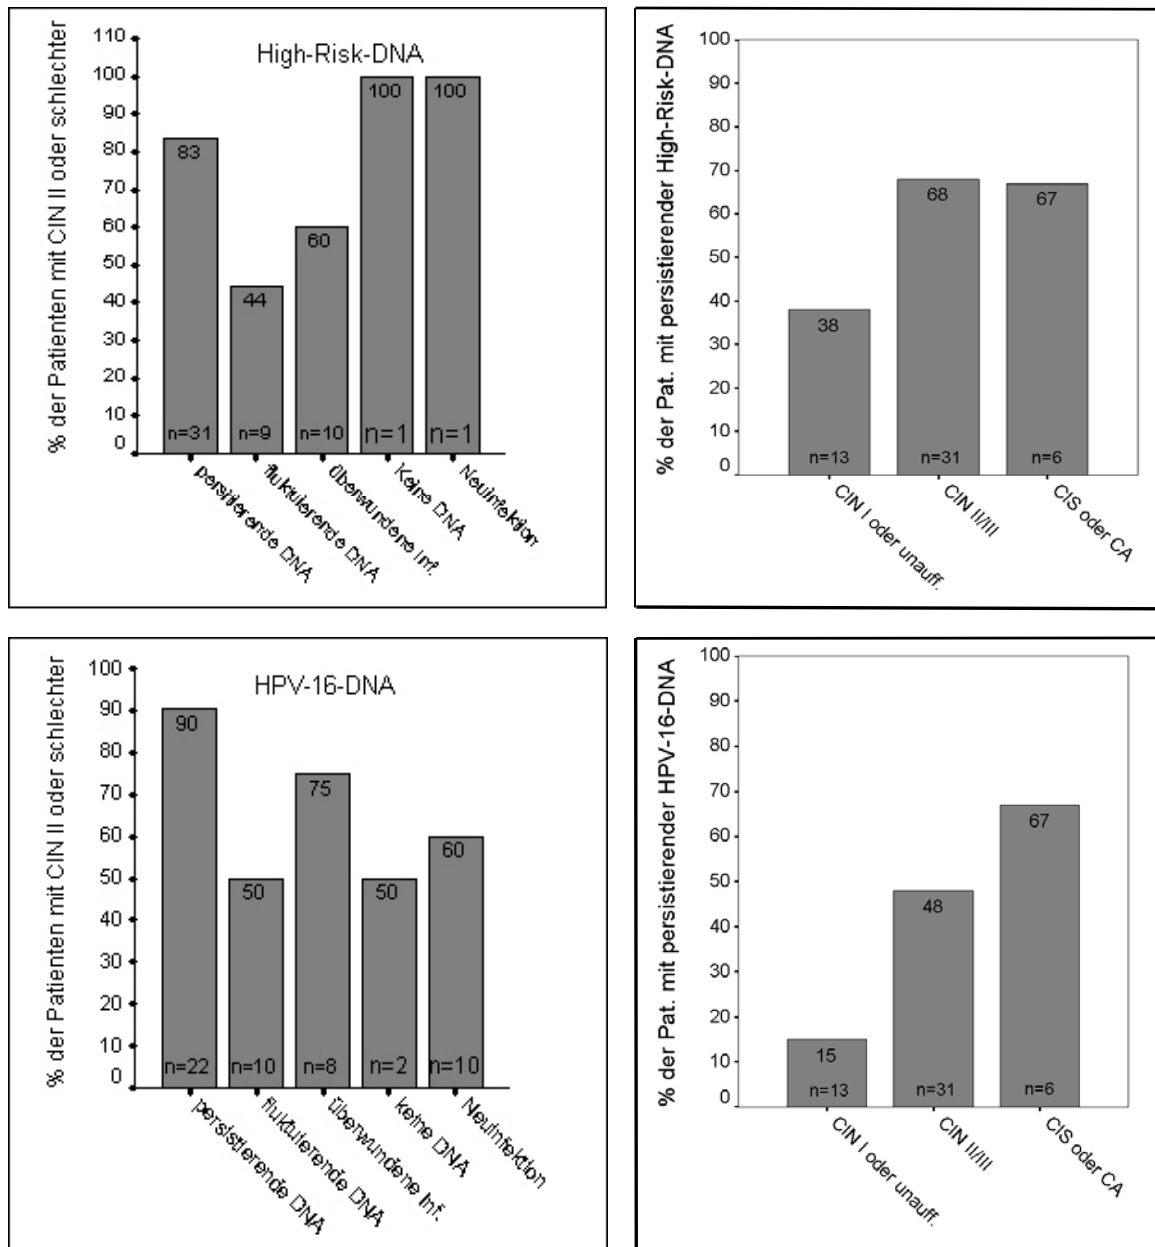 % der Patienten mit CIN II oder schlechter
High-Risk-DNA
110
100
90
80
70
60
50
40
30
20
10
0
83
44
60
100
100
n=31
n=9
n=10
n=1
n=1
persitierende DNA
fluktuierende DNA
überwundene Inf.
Keine DNA
Neuinfektion
% der Pat. mit persistierender High-Risk-DNA
100
90
80
70
60
50
40
30
20
10
0
38
68
67
n=13
n=31
n=6
CIN I oder unauff.
CIN II/III
CIS oder CA
% der Patienten mit CIN II oder schlechter
HPV-16-DNA
100
90
80
70
60
50
40
30
20
10
0
90
50
75
50
60
n=22
n=10
n=8
n=2
n=10
persistierende DNA
fluktuierende DNA
überwundene Inf.
keine DNA
Neuinfektion
% der Pat. mit persistierender HPV-16-DNA
100
90
80
70
60
50
40
30
20
10
0
15
48
67
n=13
n=31
n=6
CIN I oder unauff.
CIN II/III
CIS oder CA